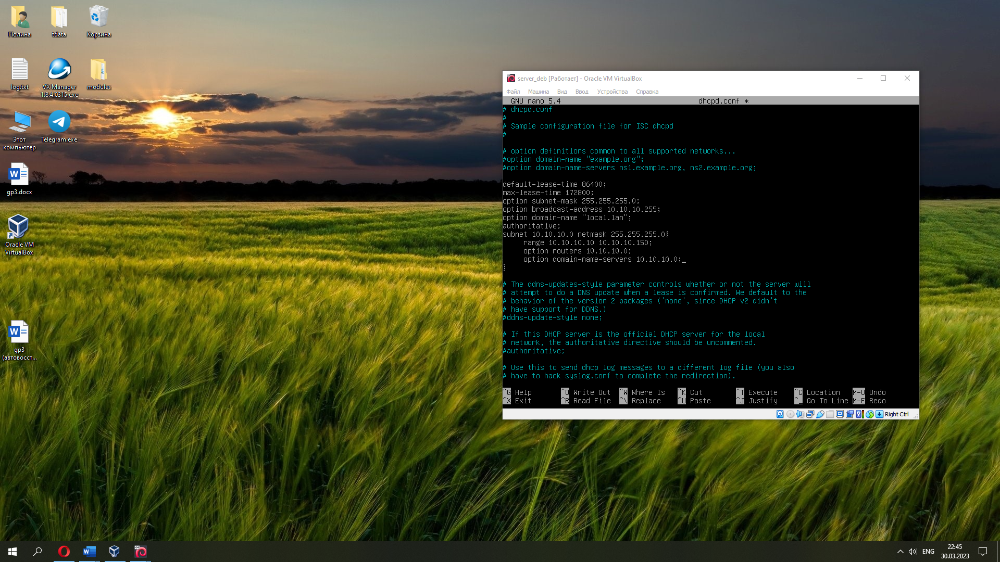 Полина
tdata
Корзина
log.txt
VX Manager
1.8.4.0315.exe
modules
Этот
компьютер
Telegram.exe
gp3.docx
Oracle VM
VirtualBox
gp3
(автовосст...
server_deb [Работает] - Oracle VM VirtualBox
Файл Машина Вид Ввод Устройства Справка
GNU nano 5.4 dhcpd.conf *
# dhcpd.conf
#
# Sample configuration file for ISC dhcpd
#
# option definitions common to all supported networks...
#option domain-name "example.org";
#option domain-name-servers ns1.example.org, ns2.example.org;
default-lease-time 86400;
max-lease-time 172800;
option subnet-mask 255.255.255.0;
option broadcast-address 10.10.10.255;
option domain-name "local.lan";
authoritative;
subnet 10.10.10.0 netmask 255.255.255.0{
range 10.10.10.10 10.10.10.150;
option routers 10.10.10.0;
option domain-name-servers 10.10.10.0;_
}
# The ddns-updates-style parameter controls whether or not the server will
# attempt to do a DNS update when a lease is confirmed. We default to the
# behavior of the version 2 packages ('none', since DHCP v2 didn't
# have support for DDNS.)
#ddns-update-style none;
# If this DHCP server is the official DHCP server for the local
# network, the authoritative directive should be uncommented.
#authoritative;
# Use this to send dhcp log messages to a different log file (you also
# have to hack syslog.conf to complete the redirection).
^G Help ^O Write Out ^W Where Is ^K Cut ^T Execute ^C Location M-U Undo
^X Exit ^R Read File ^\ Replace ^U Paste ^J Justify ^_ Go To Line M-E Redo
Right Ctrl
ENG
22:45
30.03.2023